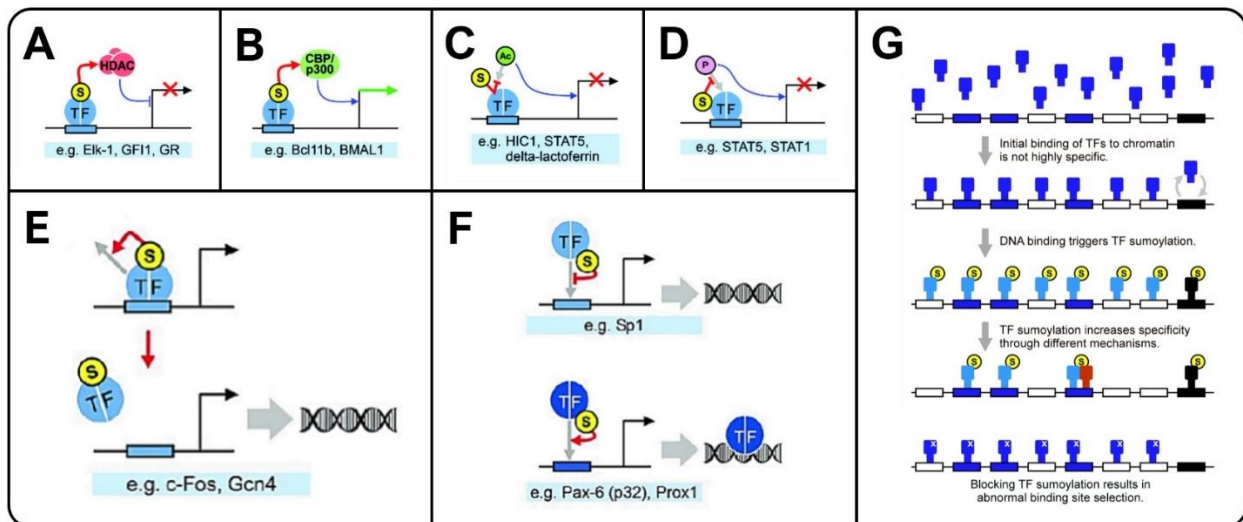 A
HDAC
S
TF
e.g. Elk-1, GFI1, GR
B
CBP/
p300
S
TF
e.g. Bcl11b, BMAL1
C
Ac
S
TF
e.g. HIC1, STAT5,
delta-lactoferrin
D
P
S
TF
e.g. STAT5, STAT1
E
S
TF
S
TF
e.g. c-Fos, Gcn4
F
TF
S
e.g. Sp1
TF
S
TF
e.g. Pax-6 (p32), Prox1
G
Initial binding of TFs to chromatin
is not highly specific.
DNA binding triggers TF sumoylation.
S S S S S S S S
TF sumoylation increases specificity
through different mechanisms.
S S S S
x x x x x x x
Blocking TF sumoylation results in
abnormal binding site selection.